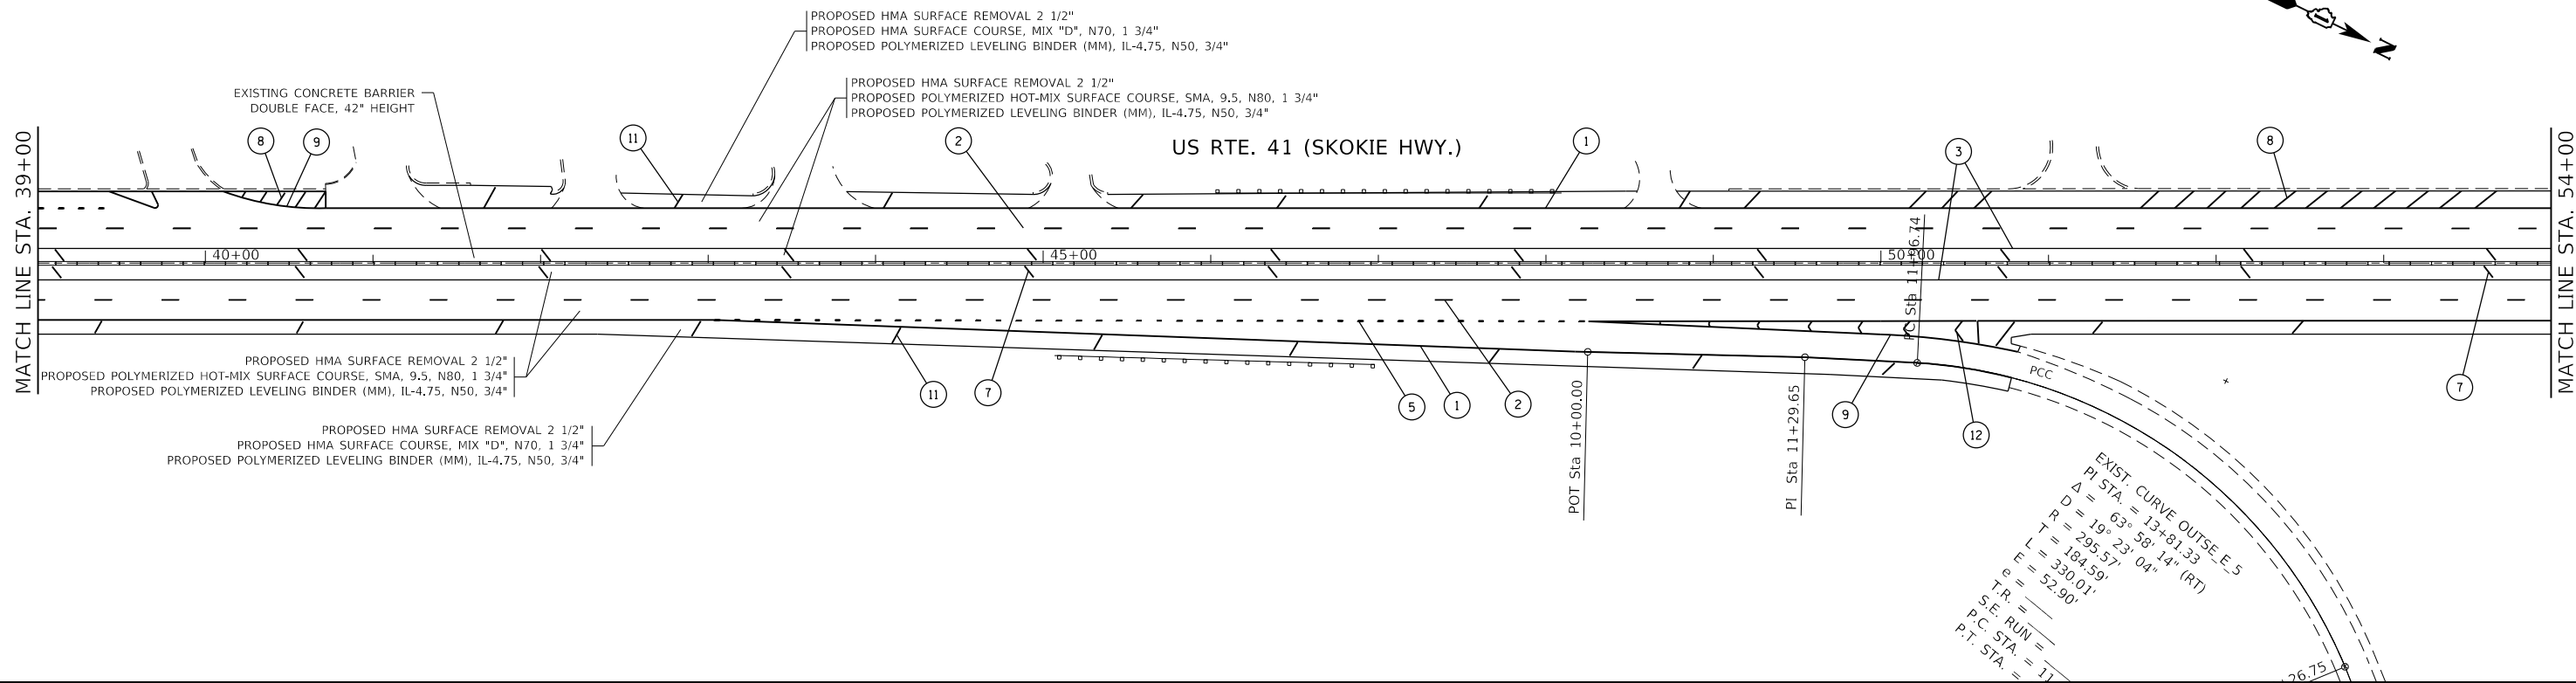 PROPOSED HMA SURFACE REMOVAL 2 1/2"
PROPOSED HMA SURFACE COURSE, MIX "D", N70, 1 3/4"
PROPOSED POLYMERIZED LEVELING BINDER (MM), IL-4.75, N50, 3/4"
N
PROPOSED HMA SURFACE REMOVAL 2 1/2"
PROPOSED POLYMERIZED HOT-MIX SURFACE COURSE, SMA, 9.5, N80, 1 3/4"
PROPOSED POLYMERIZED LEVELING BINDER (MM), IL-4.75, N50, 3/4"
EXISTING CONCRETE BARRIER
DOUBLE FACE, 42" HEIGHT
MATCH LINE STA. 39+00
8
9
11
2
US RTE. 41 (SKOKIE HWY.)
1
3
8
MATCH LINE STA. 54+00
40+00
45+00
50+00
PC Sta 11+96.74
PROPOSED HMA SURFACE REMOVAL 2 1/2"
PROPOSED POLYMERIZED HOT-MIX SURFACE COURSE, SMA, 9.5, N80, 1 3/4"
PROPOSED POLYMERIZED LEVELING BINDER (MM), IL-4.75, N50, 3/4"
11
7
5
1
2
9
12
7
PCC
PROPOSED HMA SURFACE REMOVAL 2 1/2"
PROPOSED HMA SURFACE COURSE, MIX "D", N70, 1 3/4"
PROPOSED POLYMERIZED LEVELING BINDER (MM), IL-4.75, N50, 3/4"
POT Sta 10+00.00
PI Sta 11+29.65
EXIST. CURVE OUTSE_E_5
PI STA. = 13+81.33
Δ = 63° 58' 14" (RT)
D = 19° 23' 04"
R = 295.57'
T = 184.59'
L = 330.01'
E = 52.90'
e =
T.R. =
S.E. RUN =
P.C. STA. = 11
P.T. STA. =
26.75